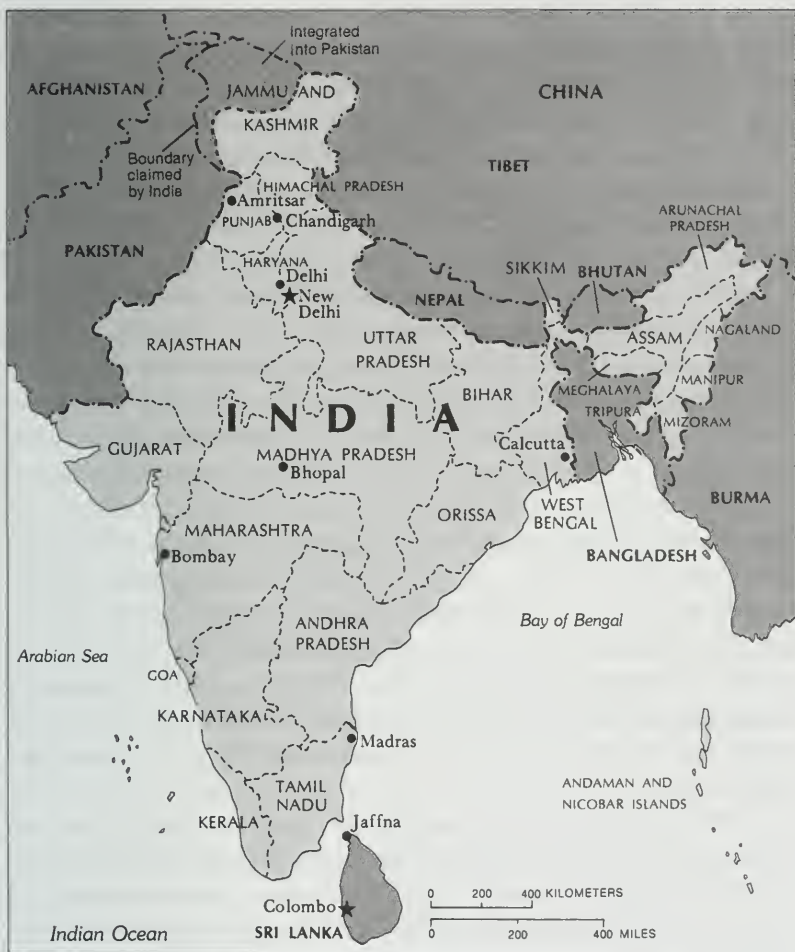 Integrated
Into Pakistan
AFGHANISTAN
JAMMU AND
KASHMIR
CHINA
Boundary
claimed
by India
TIBET
HIMACHAL PRADESH
Amritsar
PUNJAB
Chandigarh
ARUNACHAL
PRADESH
PAKISTAN
HARYANA
Delhi
New
Delhi
SIKKIM
BHUTAN
NEPAL
RAJASTHAN
UTTAR
PRADESH
ASSAM
NAGALAND
BIHAR
MEGHALAYA
MANIPUR
TRIPURA
MIZORAM
INDIA
GUJARAT
MADHYA PRADESH
Bhopal
Calcutta
WEST
BENGAL
ORISSA
BURMA
MAHARASHTRA
Bombay
BANGLADESH
ANDHRA
PRADESH
Bay of Bengal
Arabian Sea
GOA
KARNATAKA
Madras
TAMIL
NADU
ANDAMAN AND
NICOBAR ISLANDS
KERALA
Jaffna
Colombo
SRI LANKA
Indian Ocean
0 200 400 KILOMETERS
0 200 400 MILES